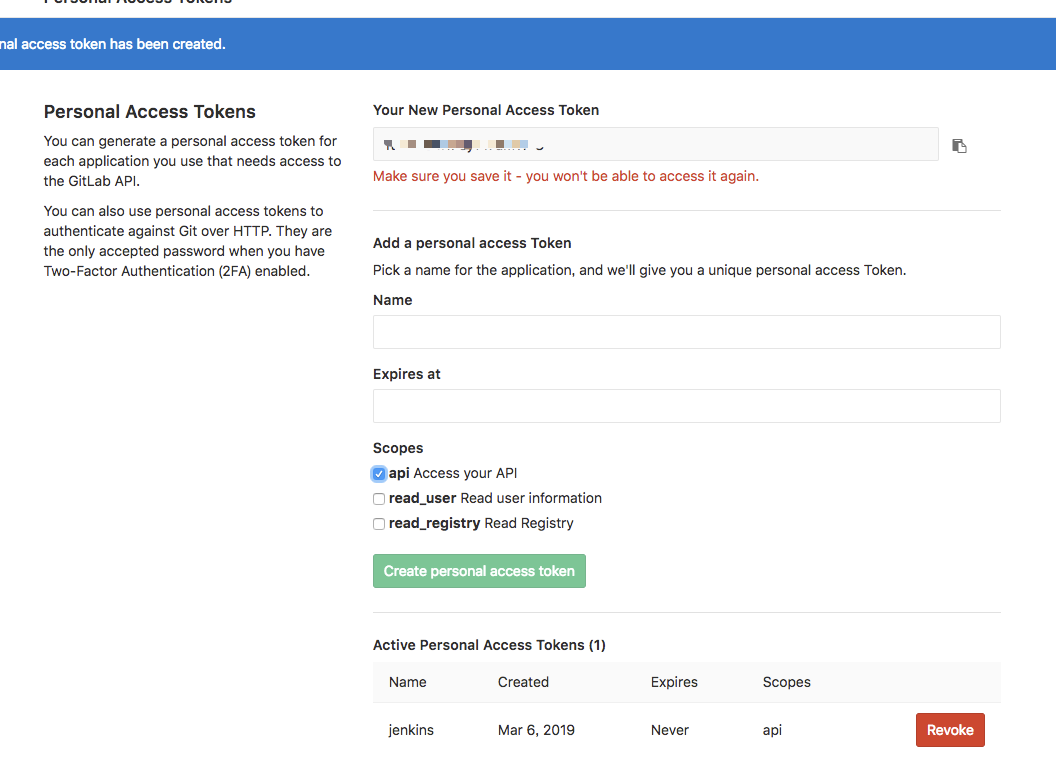 Personal Access Tokens
nal access token has been created.
Personal Access Tokens
You can generate a personal access token for
each application you use that needs access to
the GitLab API.
You can also use personal access tokens to
authenticate against Git over HTTP. They are
the only accepted password when you have
Two-Factor Authentication (2FA) enabled.
Your New Personal Access Token
Make sure you save it - you won't be able to access it again.
Add a personal access Token
Pick a name for the application, and we'll give you a unique personal access Token.
Name
Expires at
Scopes
api Access your API
read_user Read user information
read_registry Read Registry
Create personal access token
Active Personal Access Tokens (1)
Name Created Expires Scopes
jenkins Mar 6, 2019 Never api Revoke